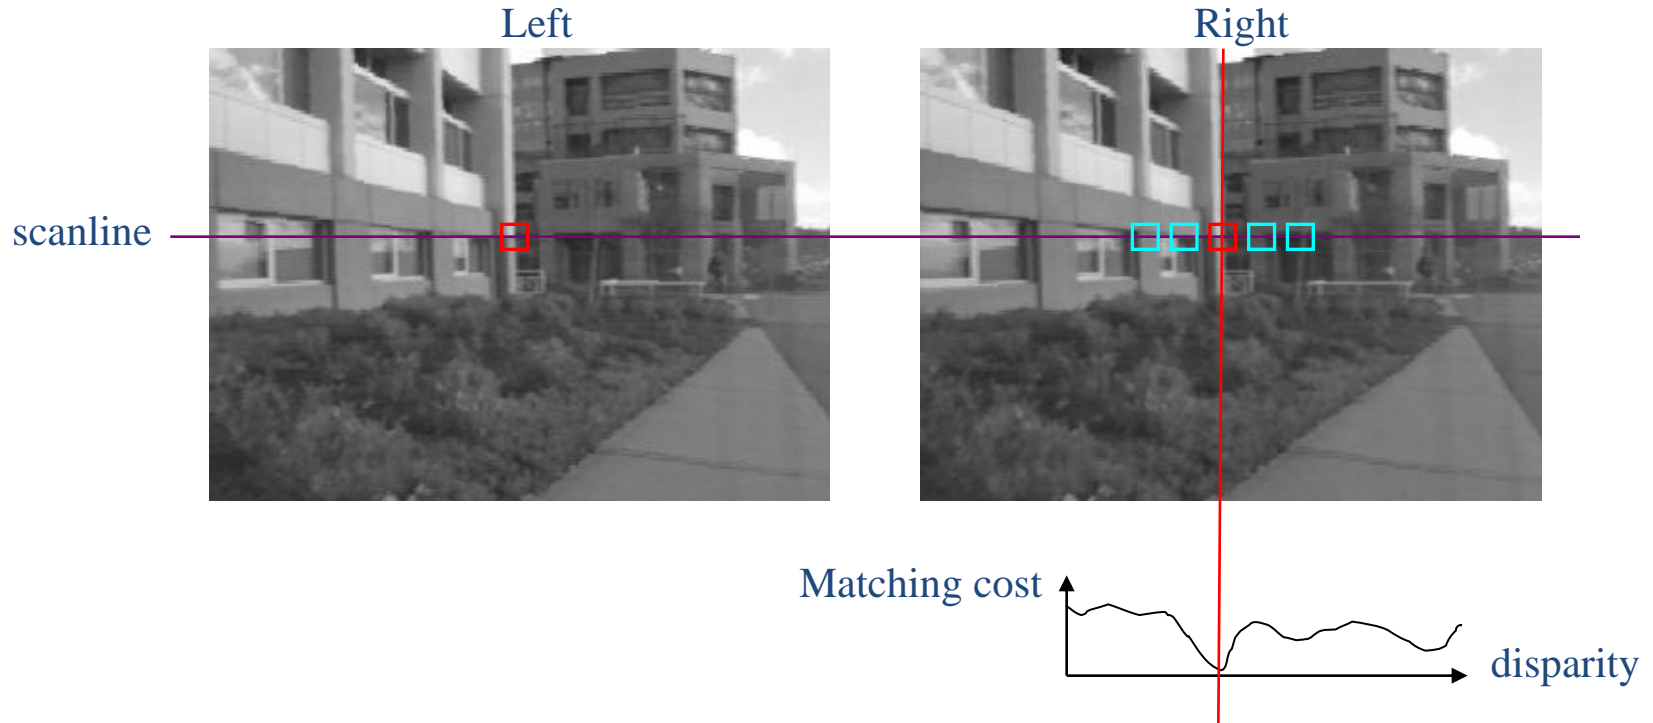 Left
Right
scanline
Matching cost
disparity